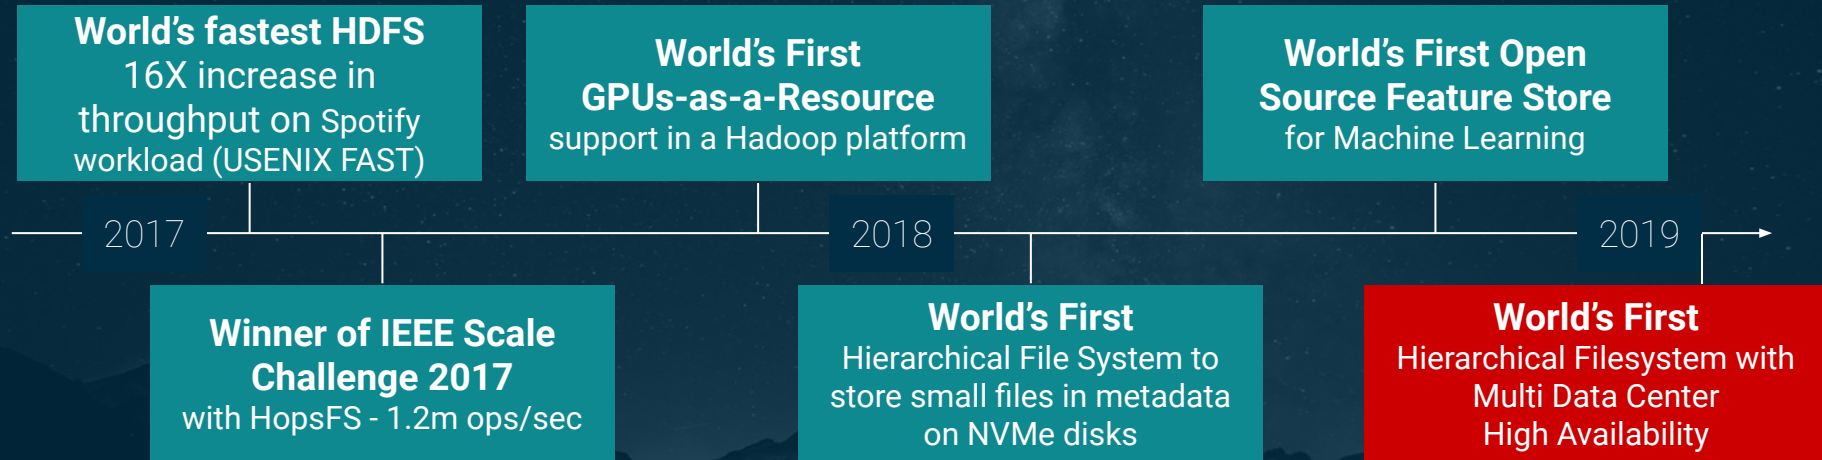 World's fastest HDFS
16X increase in
throughput on Spotify
workload (USENIX FAST)
World's First
GPUs-as-a-Resource
support in a Hadoop platform
World's First Open
Source Feature Store
for Machine Learning
2017
2018
2019
Winner of IEEE Scale
Challenge 2017
with HopsFS - 1.2m ops/sec
World's First
Hierarchical File System to
store small files in metadata
on NVMe disks
World's First
Hierarchical Filesystem with
Multi Data Center
High Availability